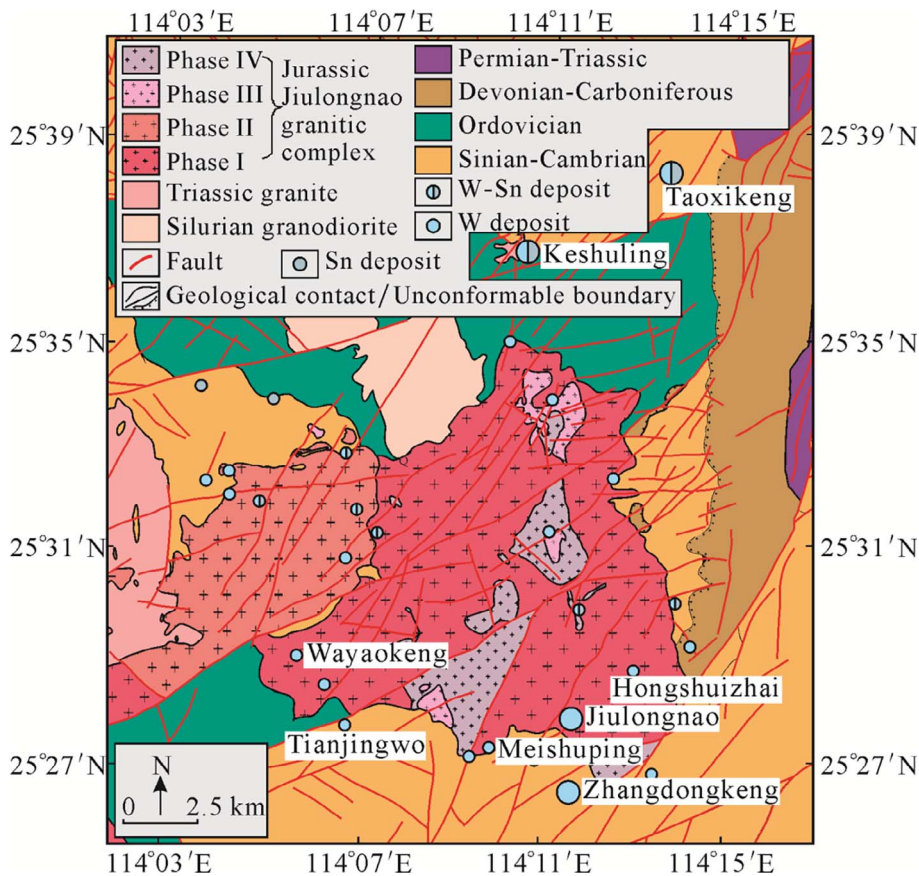 114°03′E 114°07′E 114°11′E 114°15′E
Phase IV
Phase III
Phase II
Phase I
Jurassic
Jiulongnao
granitic
complex
Triassic granite
Silurian granodiorite
Fault
Sn deposit
Geological contact/Unconformable boundary
Permian-Triassic
Devonian-Carboniferous
Ordovician
Sinian-Cambrian
W-Sn deposit
W deposit
25°39′N 25°39′N
Taoxikeng
Keshuling
25°35′N 25°35′N
25°31′N 25°31′N
Wayaokeng
Hongshuizhai
Jiulongnao
Tianjingwo
Meishuping
25°27′N 25°27′N
Zhangdongkeng
N
0 2.5 km
114°03′E 114°07′E 114°11′E 114°15′E